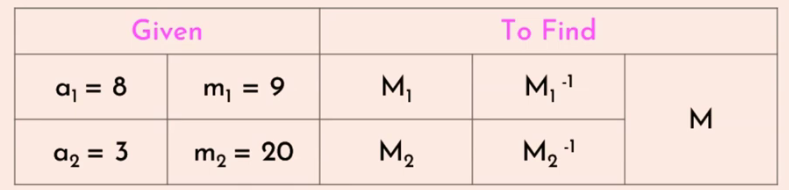 Given To Find
a₁ = 8 m₁ = 9 M₁ M₁⁻¹
M
a₂ = 3 m₂ = 20 M₂ M₂⁻¹